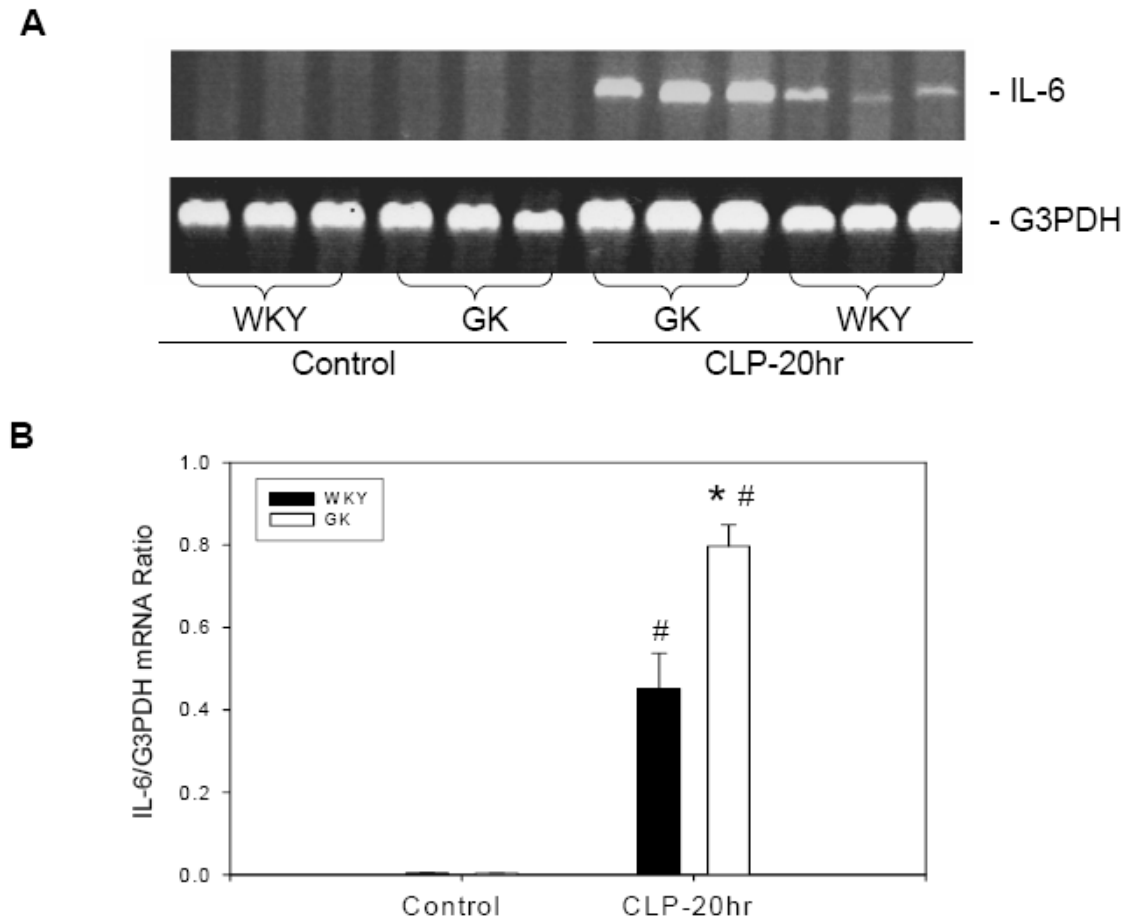 A
- IL-6
- G3PDH
WKY GK GK WKY
Control CLP-20hr
B
IL-6/G3PDH mRNA Ratio
1.0
0.8
0.6
0.4
0.2
0.0
WKY
GK
* #
#
Control CLP-20hr